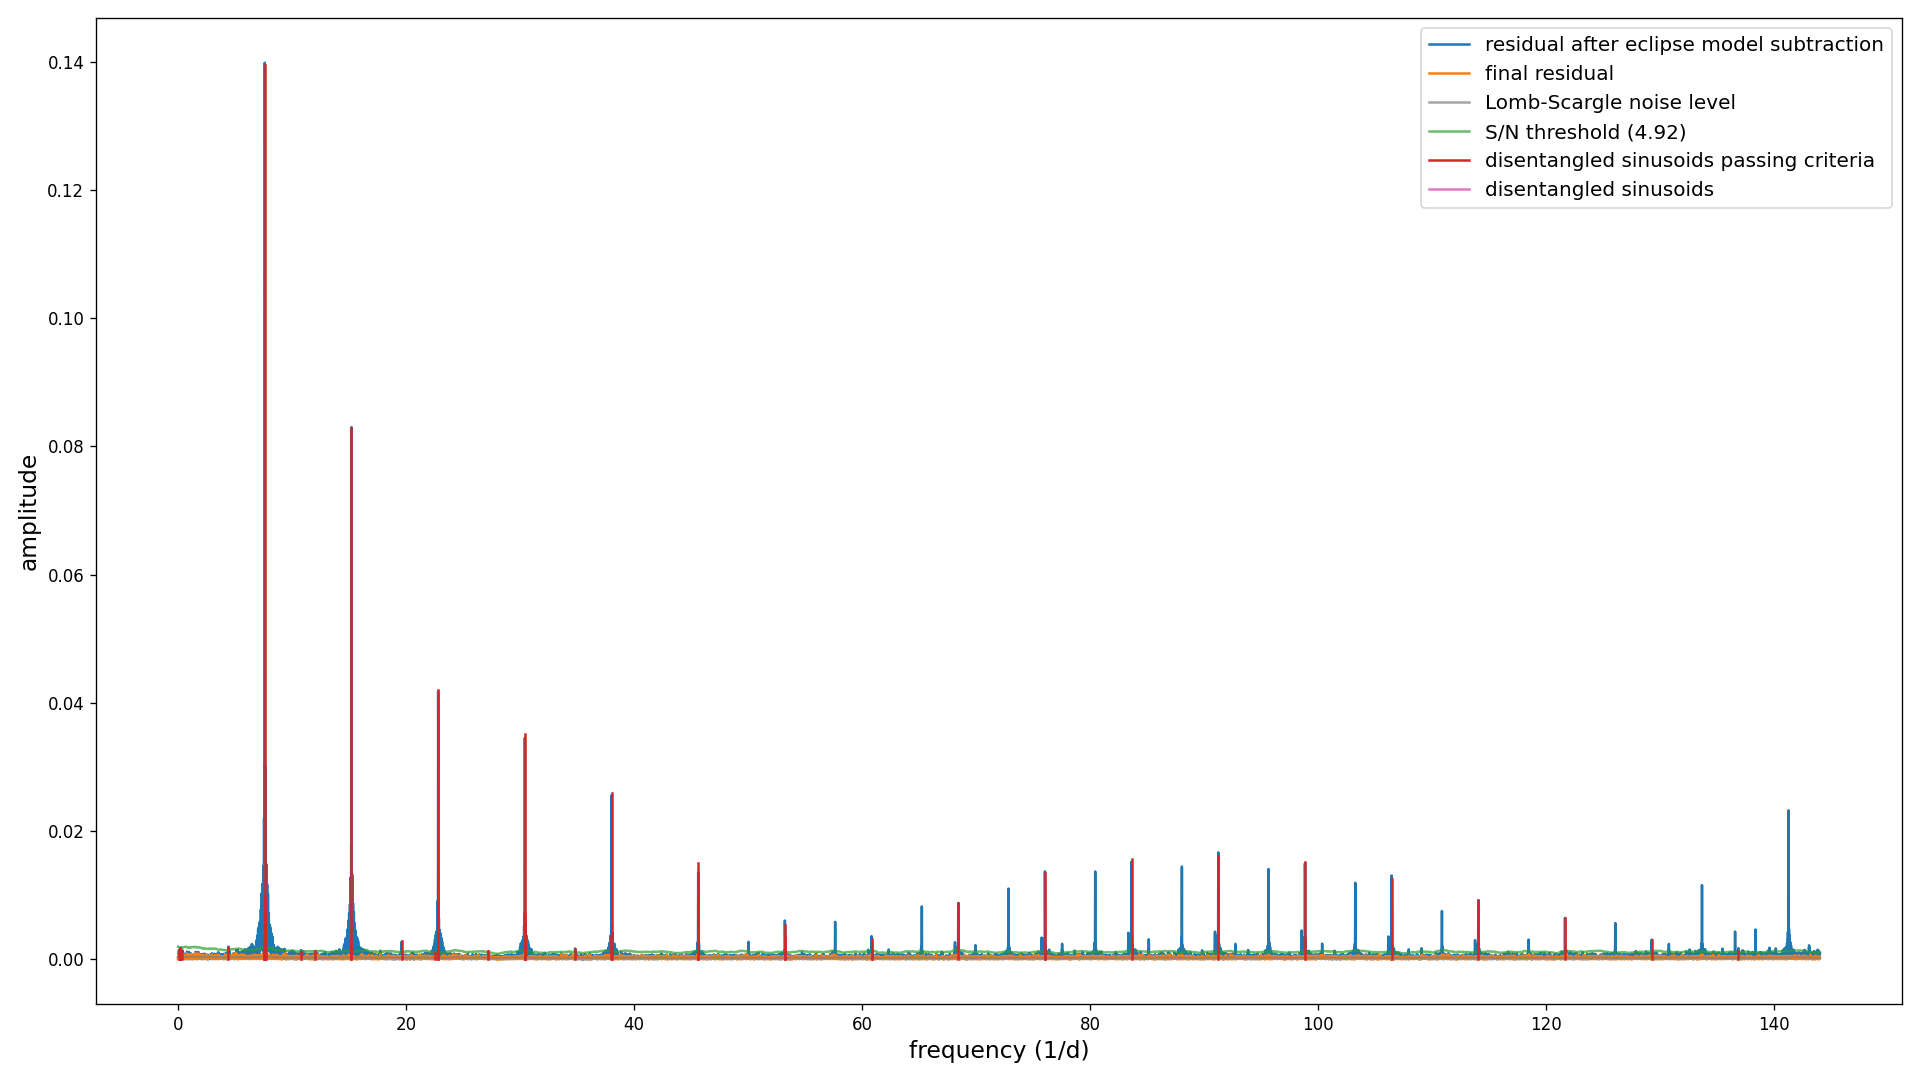 residual after eclipse model subtraction
final residual
Lomb-Scargle noise level
S/N threshold (4.92)
disentangled sinusoids passing criteria
disentangled sinusoids
0.14
0.12
0.10
0.08
0.06
0.04
0.02
0.00
amplitude
0 20 40 60 80 100 120 140
frequency (1/d)